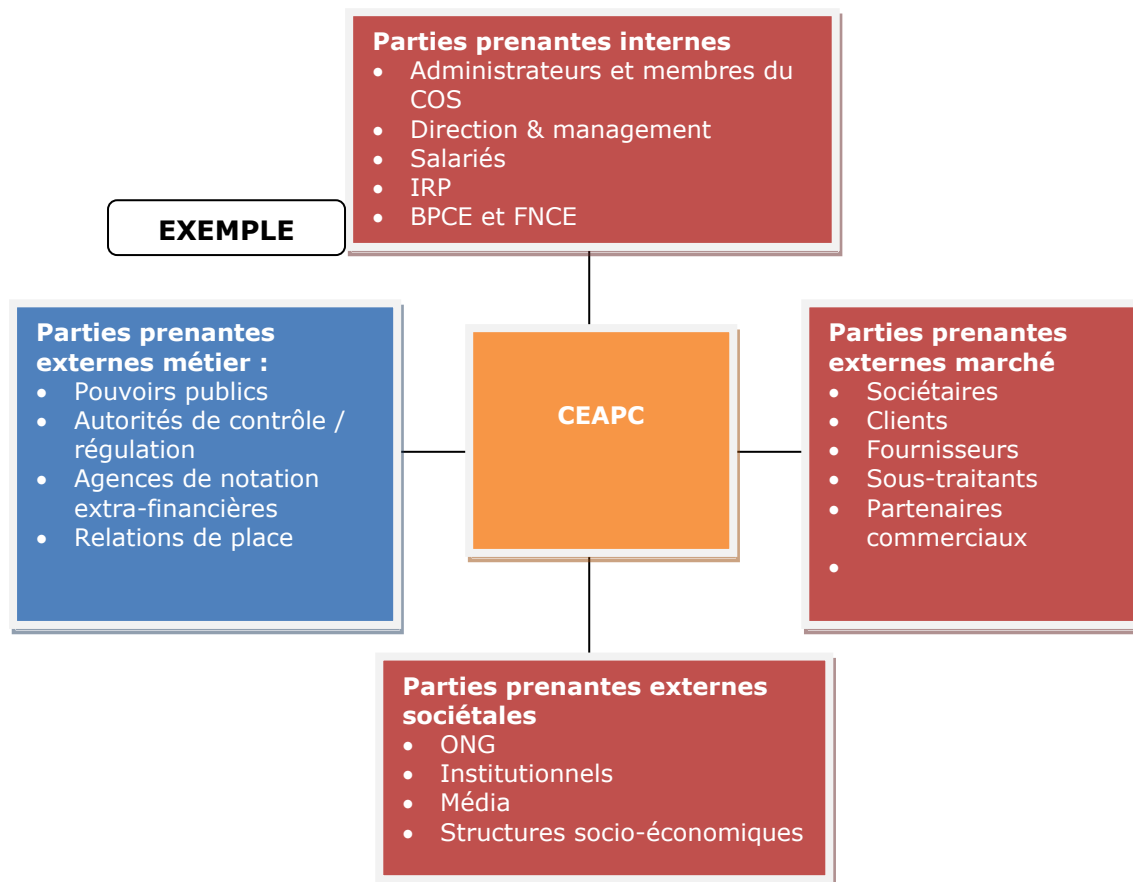 Parties prenantes internes
• Administrateurs et membres du
COS
• Direction & management
• Salariés
• IRP
• BPCE et FNCE
EXEMPLE
Parties prenantes
externes métier :
• Pouvoirs publics
• Autorités de contrôle /
régulation
• Agences de notation
extra-financières
• Relations de place
CEAPC
Parties prenantes
externes marché
• Sociétaires
• Clients
• Fournisseurs
• Sous-traitants
• Partenaires
commerciaux
•
Parties prenantes externes
sociétales
• ONG
• Institutionnels
• Média
• Structures socio-économiques